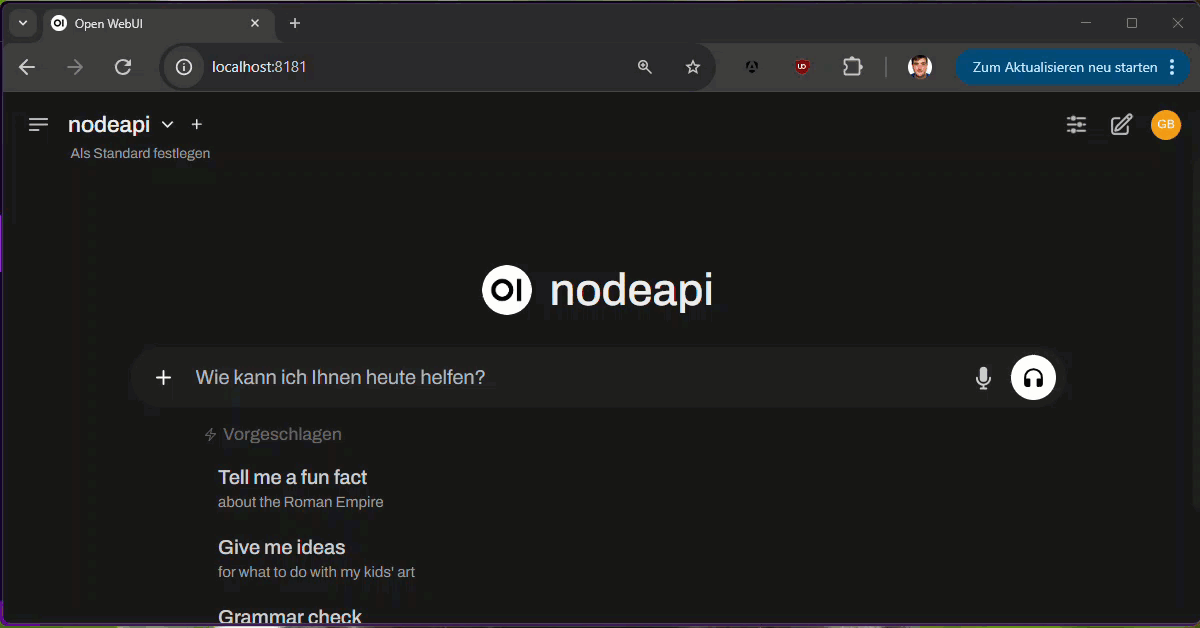 Open WebUI
localhost:8181
Zum Aktualisieren neu starten
nodeapi
Als Standard festlegen
GB
OI nodeapi
Wie kann ich Ihnen heute helfen?
Vorgeschlagen
Tell me a fun fact
about the Roman Empire
Give me ideas
for what to do with my kids' art
Grammar check